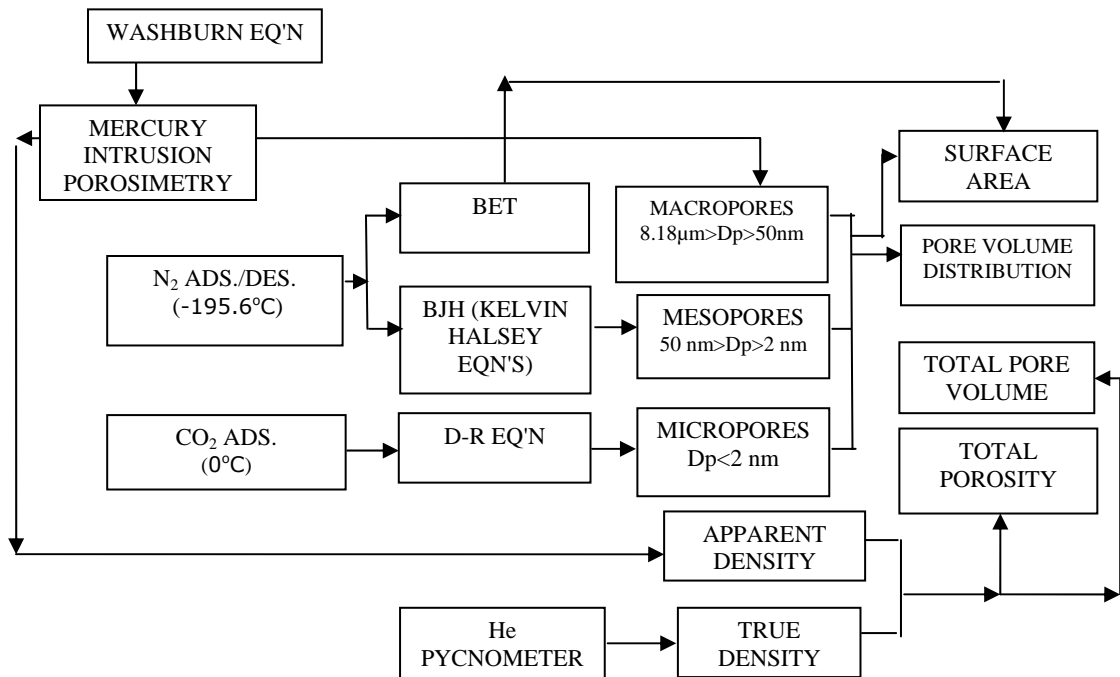 WASHBURN EQ'N
MERCURY
INTRUSION
POROSIMETRY
SURFACE
AREA
BET
MACROPORES
8.18µm>Dp>50nm
PORE VOLUME
DISTRIBUTION
N₂ ADS./DES.
(-195.6ºC)
BJH (KELVIN
HALSEY
EQN'S)
MESOPORES
50 nm>Dp>2 nm
TOTAL PORE
VOLUME
CO₂ ADS.
(0ºC)
D-R EQ'N
MICROPORES
Dp<2 nm
TOTAL
POROSITY
APPARENT
DENSITY
He
PYCNOMETER
TRUE
DENSITY